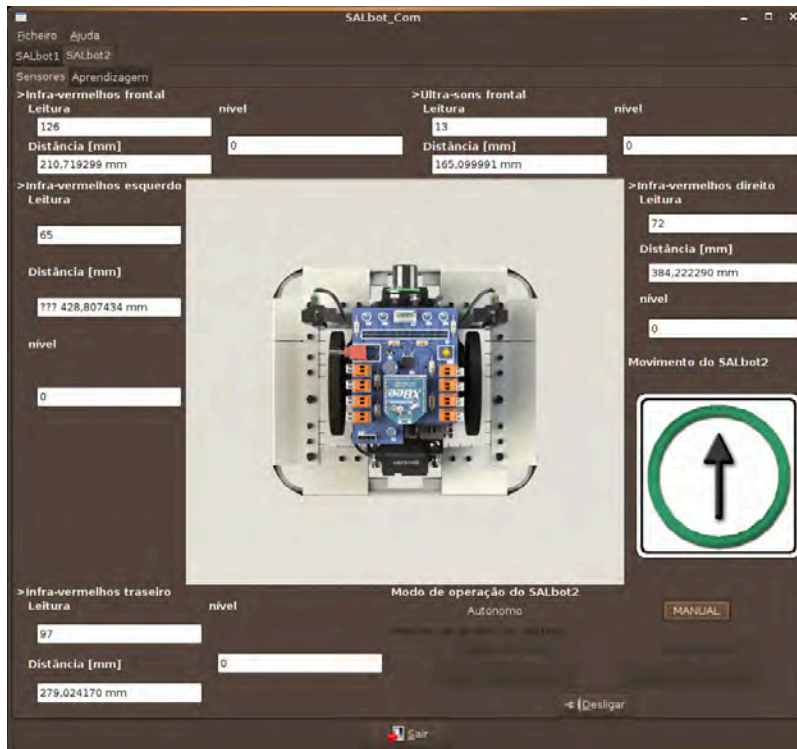 SALbot_Com
Ficheiro Ajuda
SALbot1 SALbot2
Sensores Aprendizagem
>Infra-vermelhos frontal
Leitura nível
126
Distância [mm] 0
210,719299 mm
>Ultra-sons frontal
Leitura nível
13
Distância [mm] 0
165,099991 mm
>Infra-vermelhos esquerdo
Leitura
65
Distância [mm]
??? 428,807434 mm
nível
0
XBee
>Infra-vermelhos direito
Leitura
72
Distância [mm]
384,222290 mm
nível
0
Movimento do SALbot2
>Infra-vermelhos traseiro
Leitura nível
97
Distância [mm] 0
279,024170 mm
Modo de operação do SALbot2
Autonomo MANUAL
Desligar
Sair